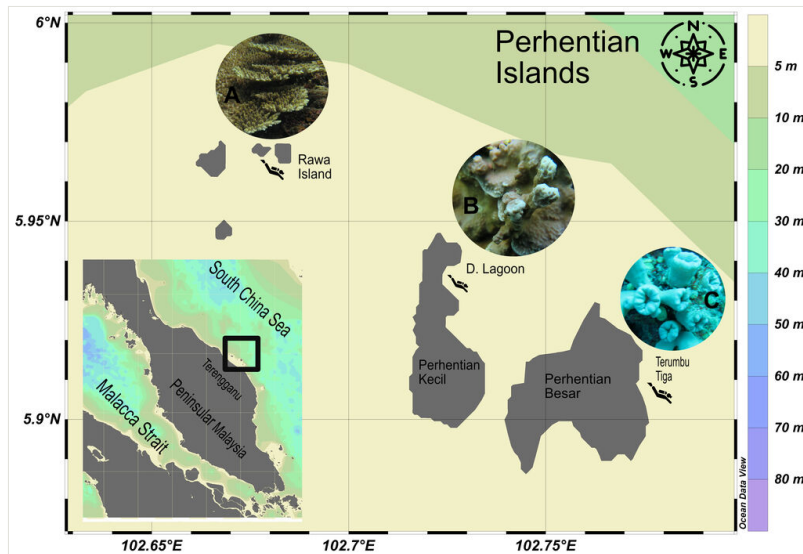 6°N
5.95°N
5.9°N
102.65°E
102.7°E
102.75°E
Perhentian
Islands
N
W
E
S
A
Rawa
Island
B
D. Lagoon
C
Terumbu
Tiga
Perhentian
Kecil
Perhentian
Besar
South China Sea
Terengganu
Peninsular Malaysia
Malacca Strait
5 m
10 m
20 m
30 m
40 m
50 m
60 m
70 m
80 m
Ocean Data View